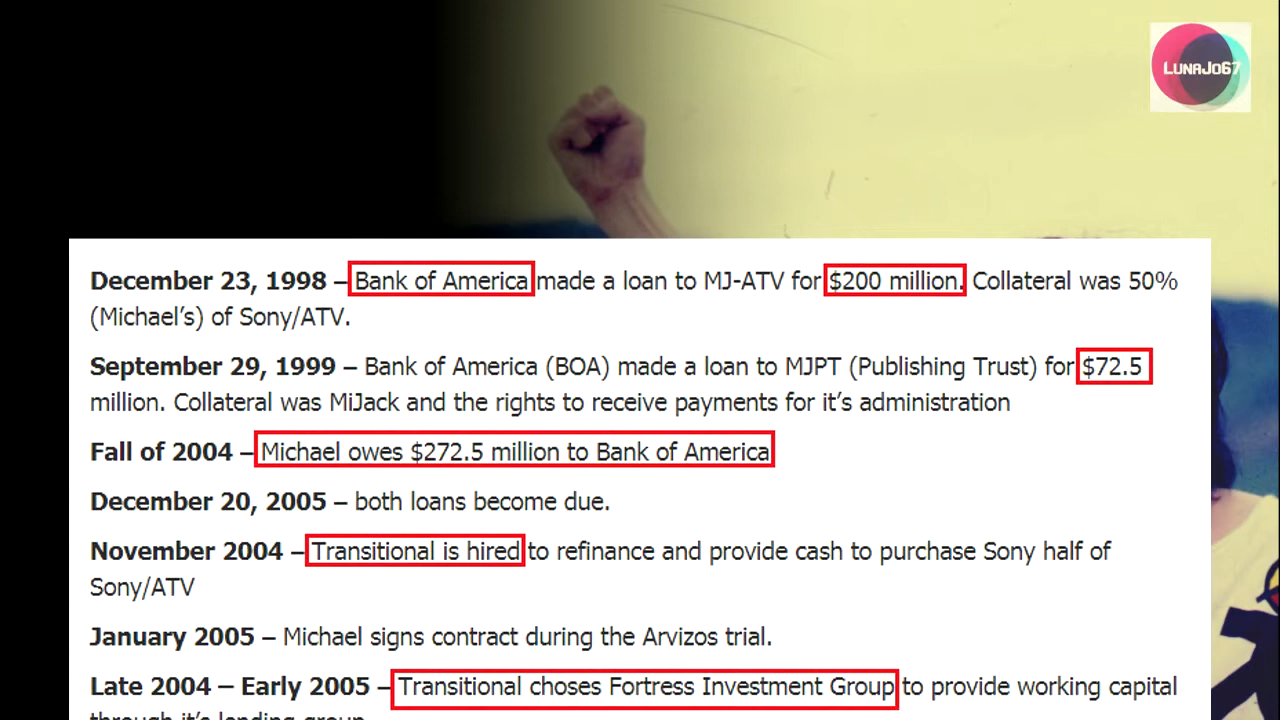 LUNAJO67
December 23, 1998 – Bank of America made a loan to MJ-ATV for $200 million. Collateral was 50%
(Michael’s) of Sony/ATV.
September 29, 1999 – Bank of America (BOA) made a loan to MJPT (Publishing Trust) for $72.5
million. Collateral was MiJack and the rights to receive payments for it’s administration
Fall of 2004 – Michael owes $272.5 million to Bank of America
December 20, 2005 – both loans become due.
November 2004 – Transitional is hired to refinance and provide cash to purchase Sony half of
Sony/ATV
January 2005 – Michael signs contract during the Arvizos trial.
Late 2004 – Early 2005 – Transitional choses Fortress Investment Group to provide working capital
through it’s lending group